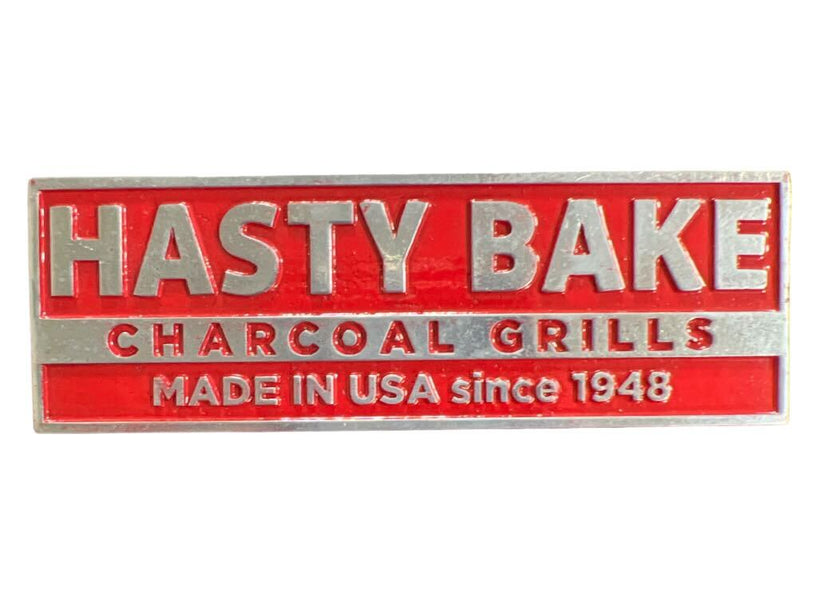 HASTY BAKE
CHARCOAL GRILLS
MADE IN USA since 1948